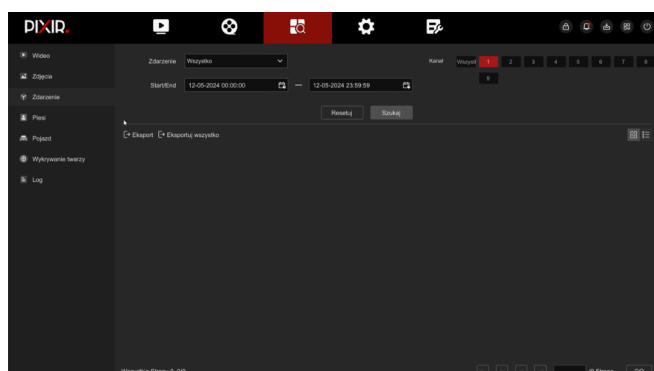 PIXIR.
Wideo
Zdjęcia
Zdarzenie
Piesi
Pojazd
Wykrywanie twarzy
Log
Zdarzenie Wszystko Kanał Wszyst 1 2 3 4 5 6 7 8
9
Start/End 12-05-2024 00:00:00 — 12-05-2024 23:59:59
Resetuj Szukaj
Eksport Eksportuj wszystko
GO